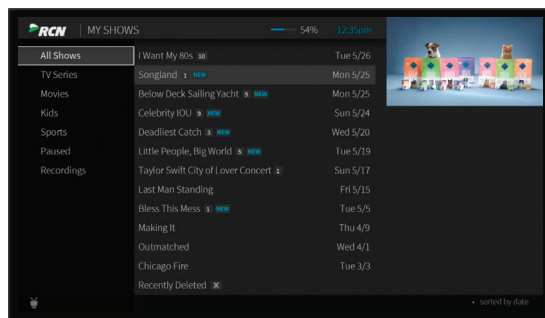 RCN MY SHOWS 54% 12:35pm
All Shows
TV Series
Movies
Kids
Sports
Paused
Recordings
I Want My 80s 10 Tue 5/26
Songland 1 NEW Mon 5/25
Below Deck Sailing Yacht 9 NEW Mon 5/25
Celebrity IOU 9 NEW Sun 5/24
Deadliest Catch 3 NEW Wed 5/20
Little People, Big World 5 NEW Tue 5/19
Taylor Swift City of Lover Concert 1 Sun 5/17
Last Man Standing Fri 5/15
Bless This Mess 1 NEW Tue 5/5
Making It Thu 4/9
Outmatched Wed 4/1
Chicago Fire Tue 3/3
Recently Deleted X
• sorted by date